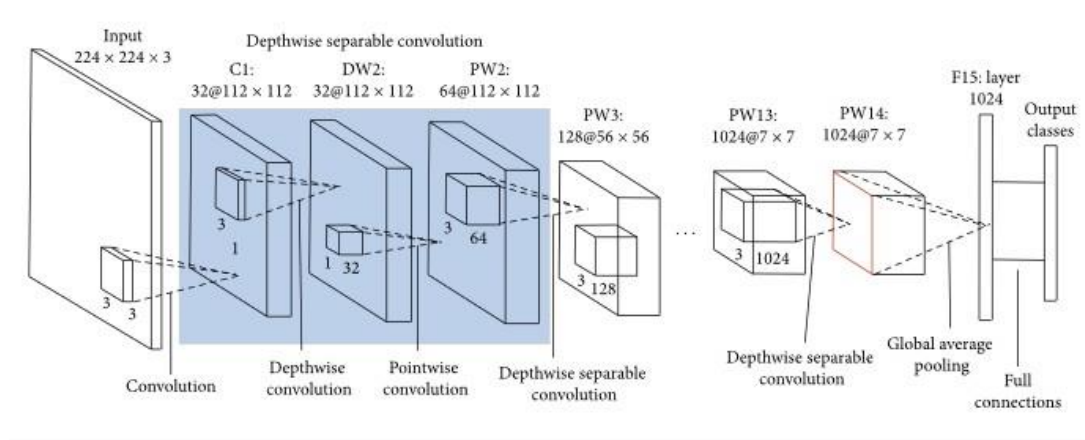 Input
224 × 224 × 3
Depthwise separable convolution
C1:
32@112 × 112
DW2:
32@112 × 112
PW2:
64@112 × 112
PW3:
128@56 × 56
PW13:
1024@7 × 7
PW14:
1024@7 × 7
F15: layer
1024
Output
classes
3
3
3
1
1
32
3
64
3
128
...
3
1024
Convolution
Depthwise
convolution
Pointwise
convolution
Depthwise separable
convolution
Depthwise separable
convolution
Global average
pooling
Full
connections